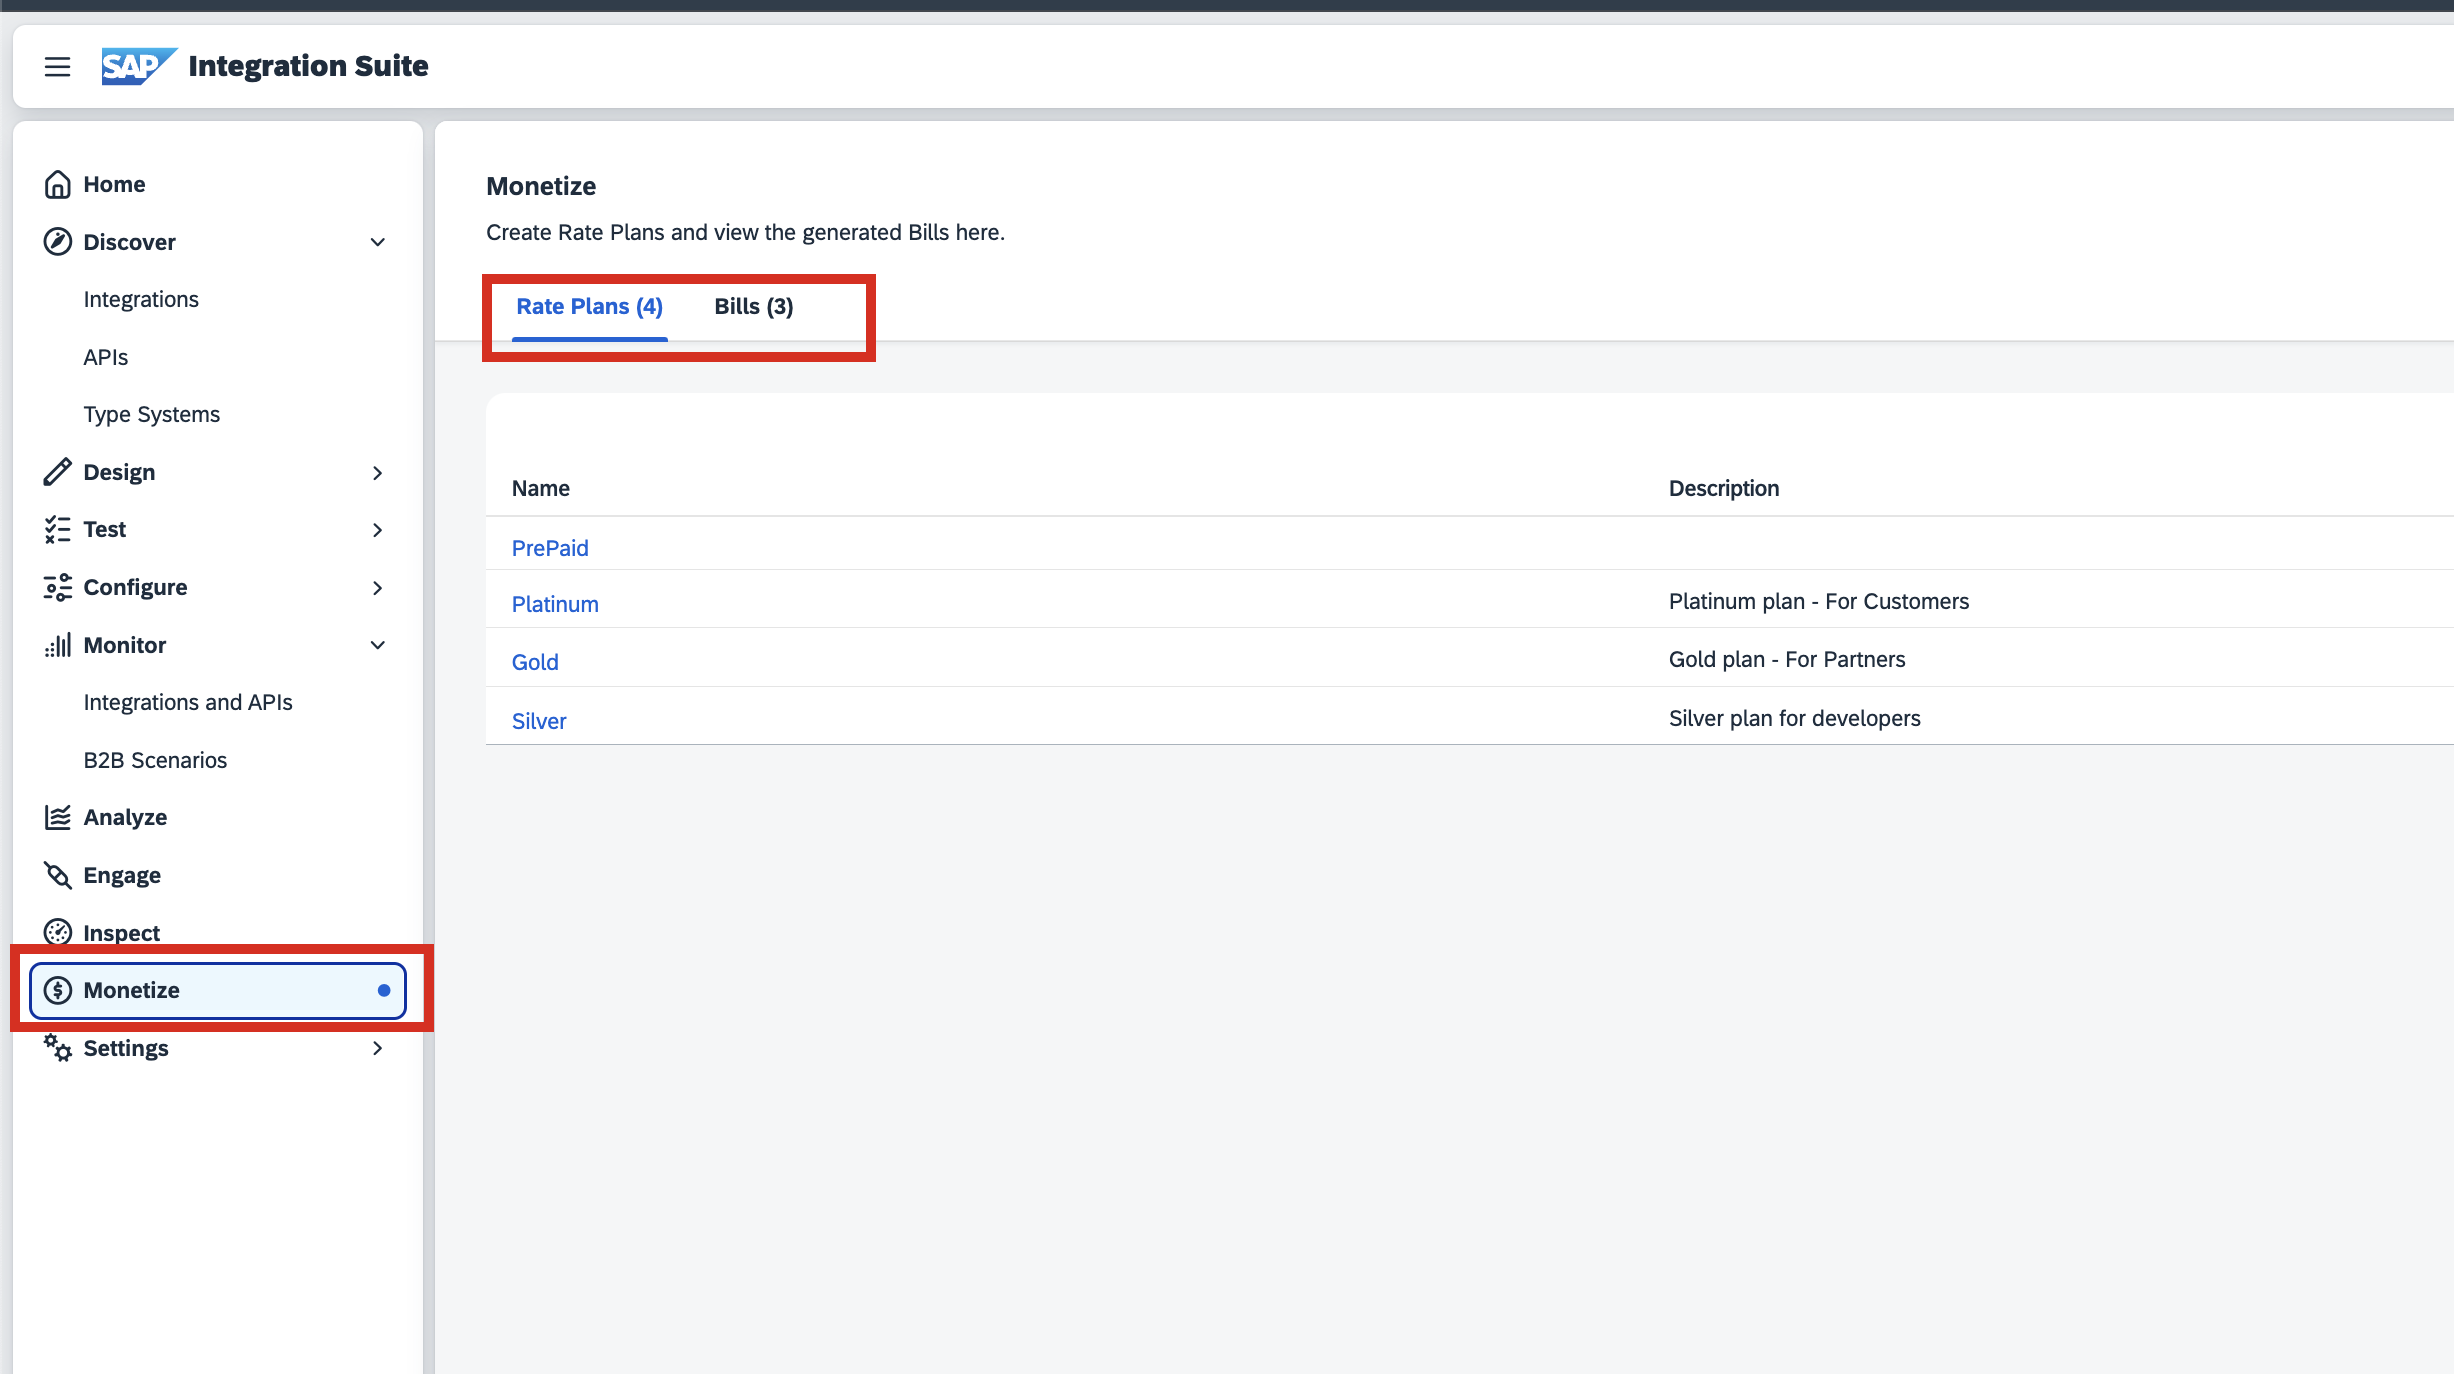 SAP Integration Suite
Home
Discover
Integrations
APIs
Type Systems
Design
Test
Configure
Monitor
Integrations and APIs
B2B Scenarios
Analyze
Engage
Inspect
Monetize
Settings
Monetize
Create Rate Plans and view the generated Bills here.
Rate Plans (4) Bills (3)
Name Description
PrePaid
Platinum Platinum plan - For Customers
Gold Gold plan - For Partners
Silver Silver plan for developers